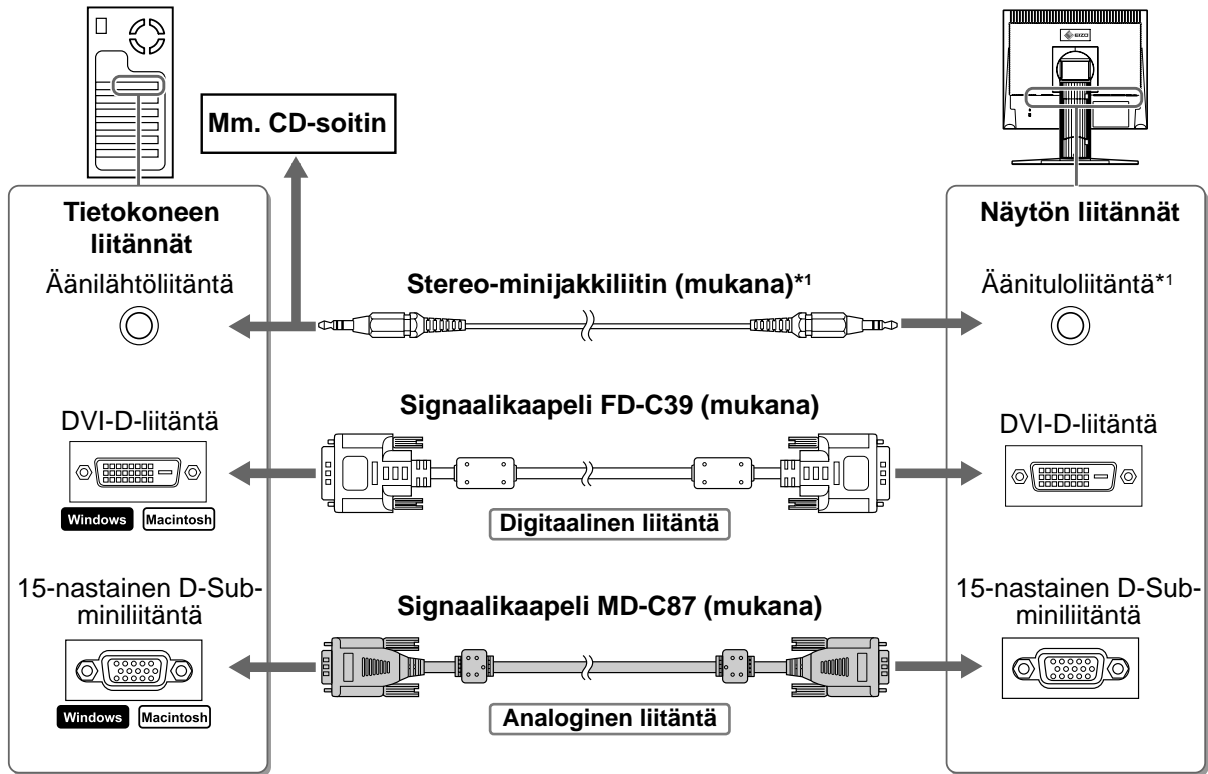 EIZO
Mm. CD-soitin
Tietokoneen
liitännät
Näytön liitännät
Äänilähtöliitäntä
Stereo-minijakkiliitin (mukana)*1
Äänituloliitäntä*1
DVI-D-liitäntä
Windows Macintosh
Signaalikaapeli FD-C39 (mukana)
Digitaalinen liitäntä
DVI-D-liitäntä
15-nastainen D-Sub-
miniliitäntä
Windows Macintosh
Signaalikaapeli MD-C87 (mukana)
Analoginen liitäntä
15-nastainen D-Sub-
miniliitäntä